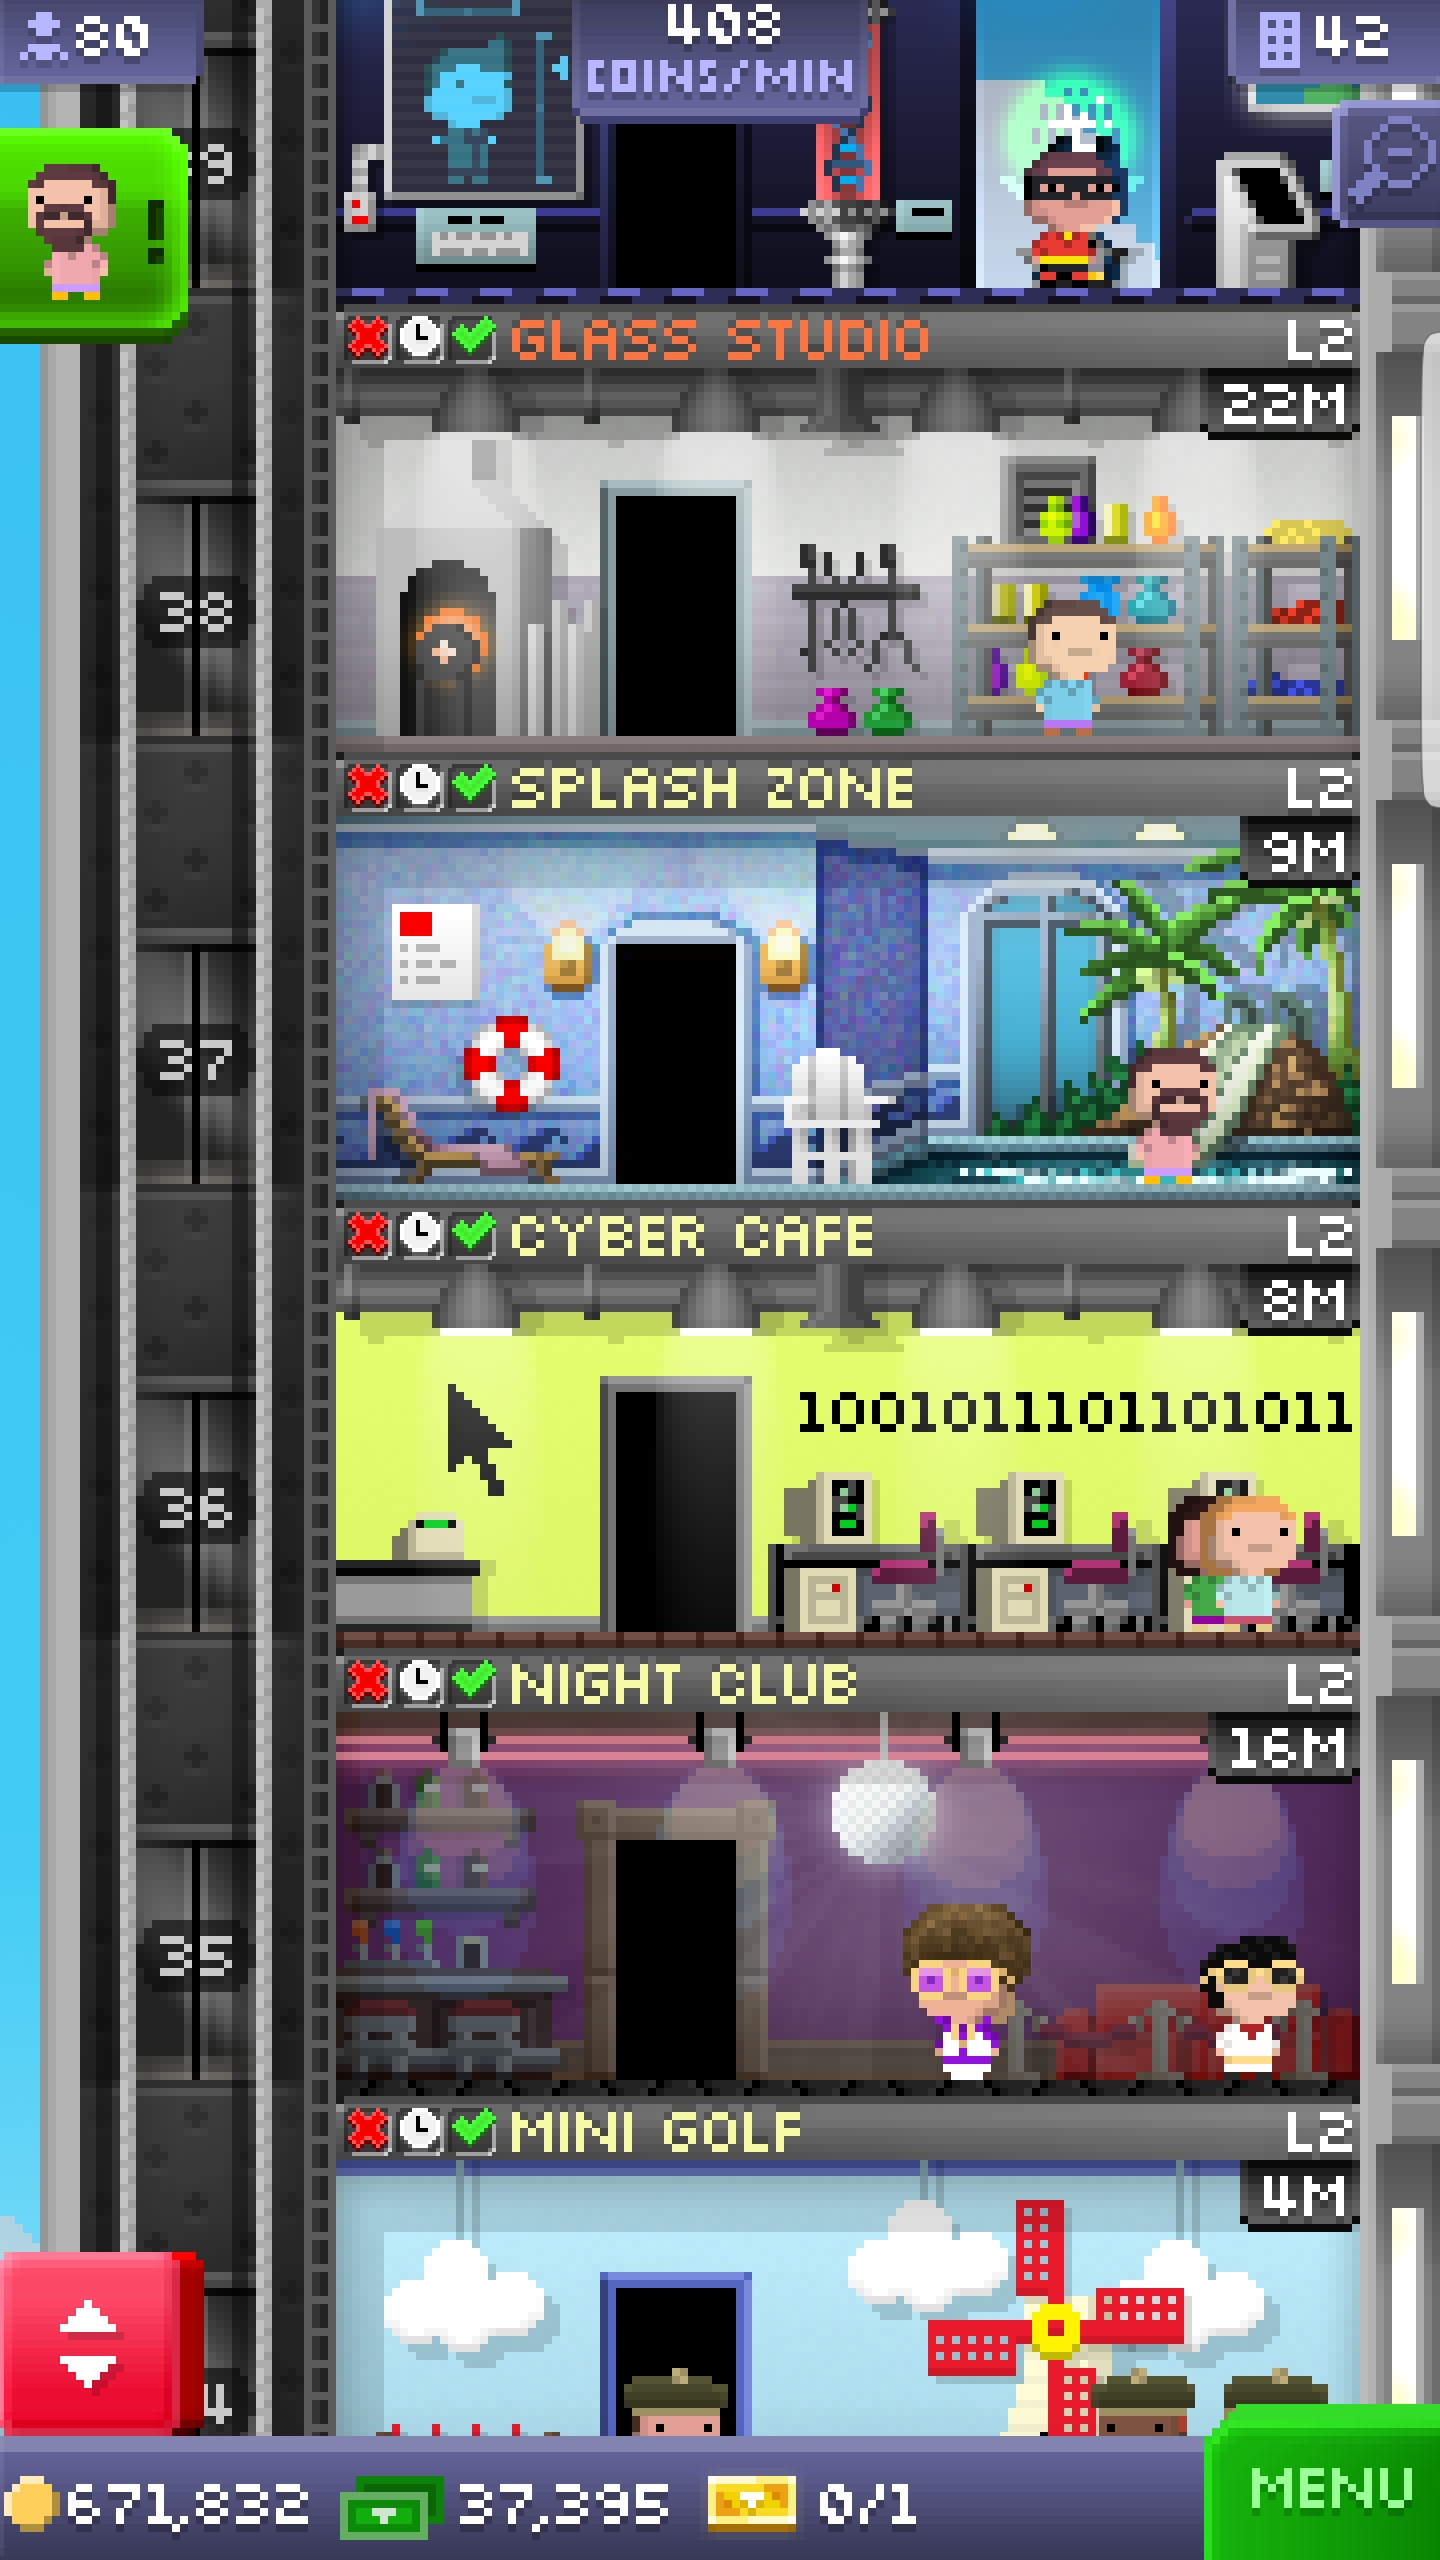 80
408
COINS/MIN
42
!
GLASS STUDIO L2
22M
38
SPLASH ZONE L2
9M
37
CYBER CAFE L2
8M
1001011101101011
36
NIGHT CLUB L2
16M
35
MINI GOLF L2
4M
671,832 37,395 0/1 MENU